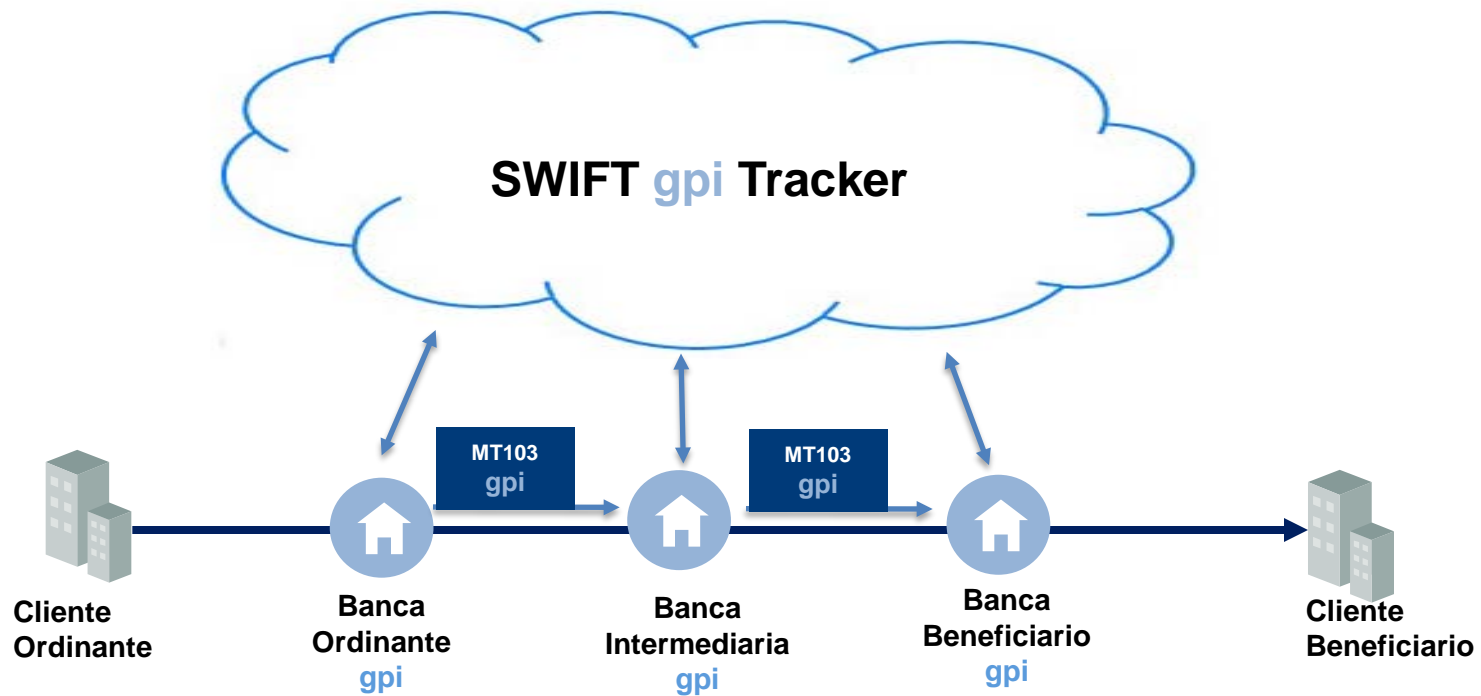 SWIFT gpi Tracker
MT103
gpi
MT103
gpi
Cliente
Ordinante
Banca
Ordinante
gpi
Banca
Intermediaria
gpi
Banca
Beneficiario
gpi
Cliente
Beneficiario